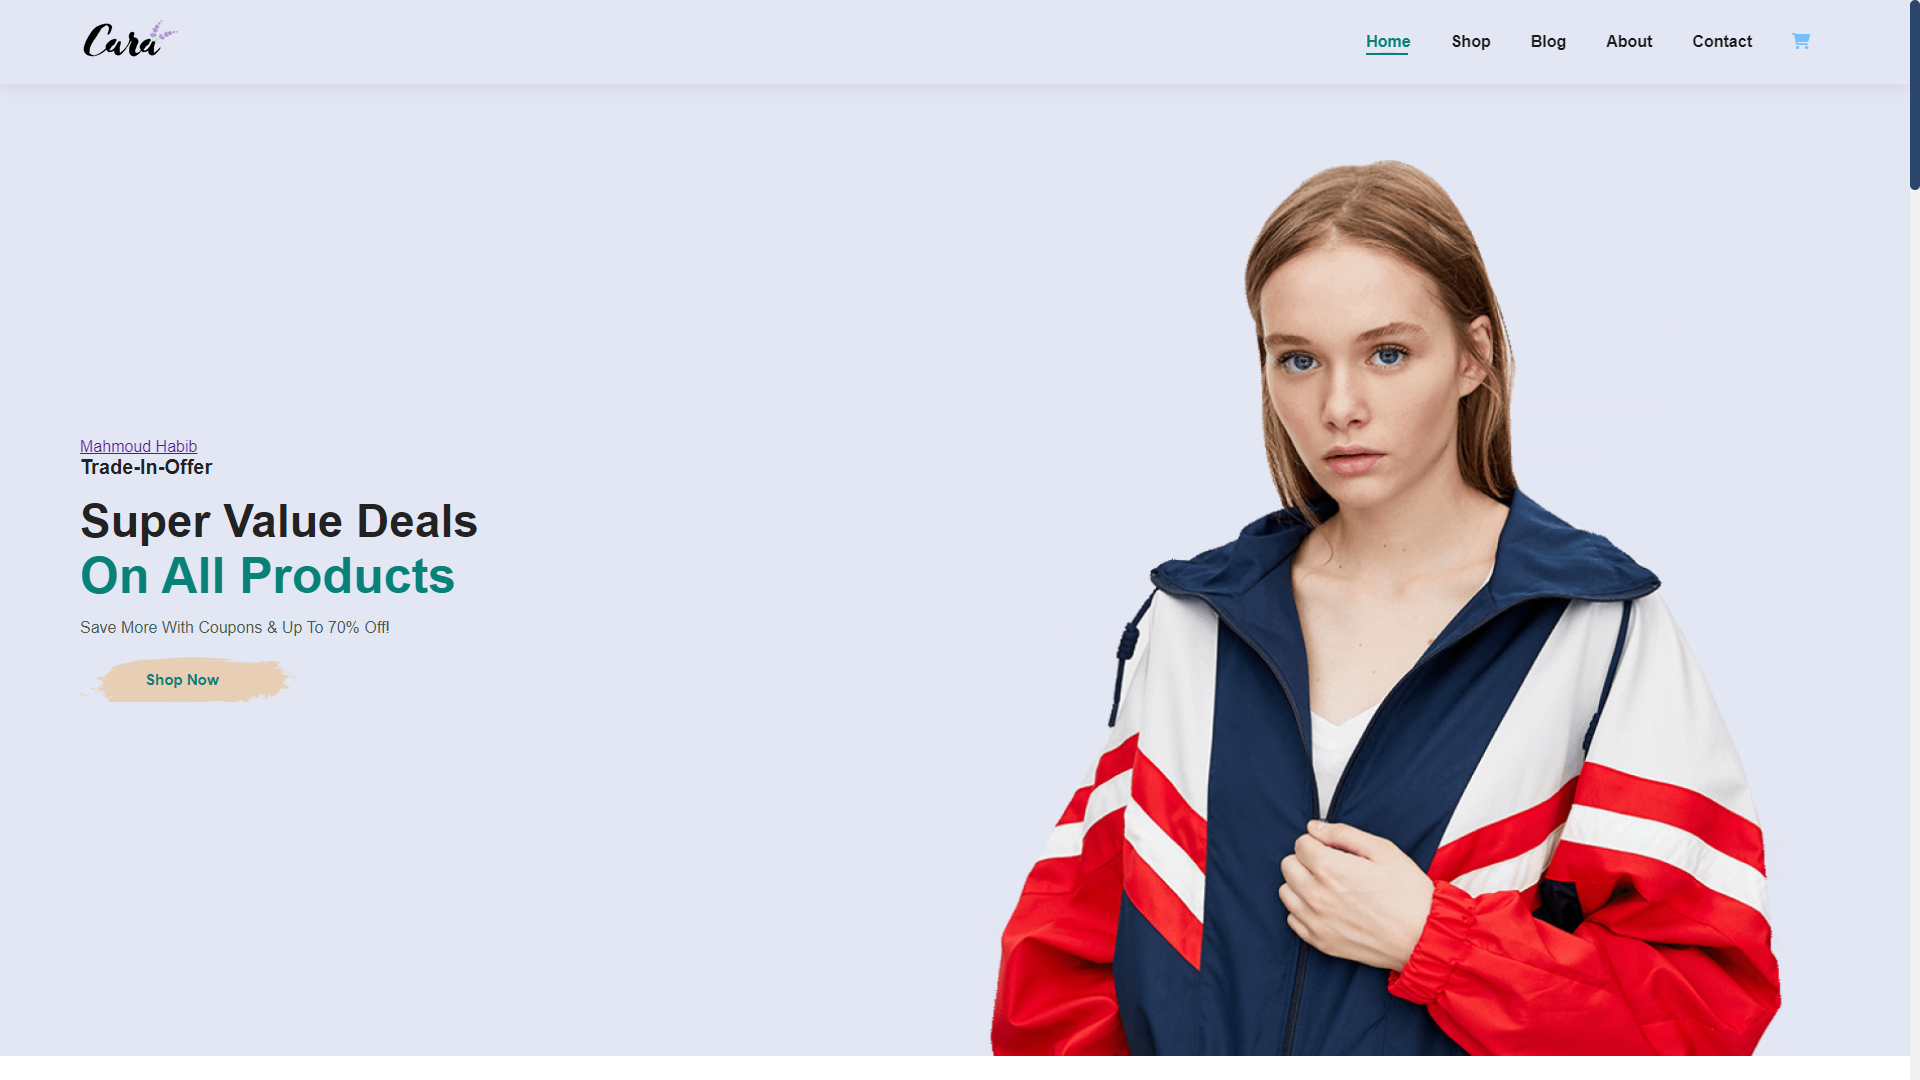 Cara
Home
Shop
Blog
About
Contact
Mahmoud Habib
Trade-In-Offer
Super Value Deals
On All Products
Save More With Coupons & Up To 70% Off!
Shop Now